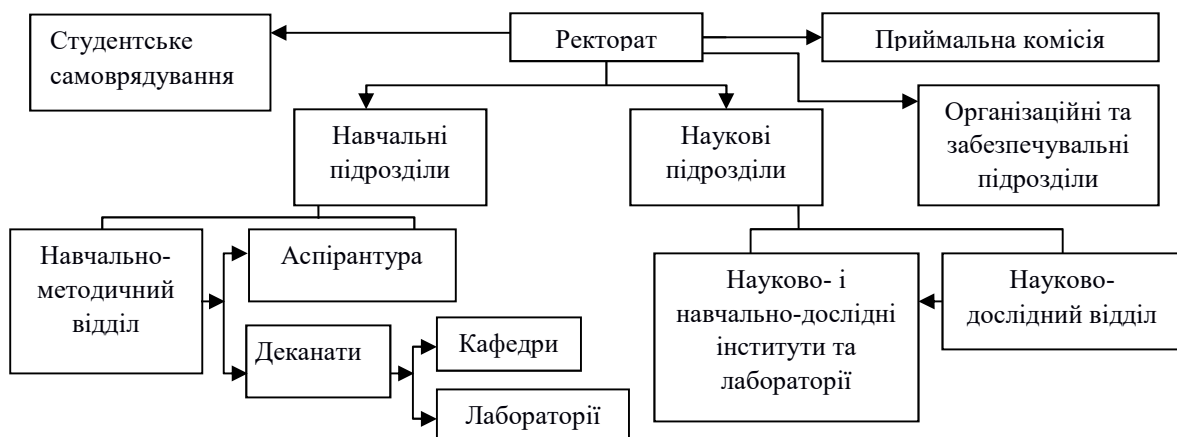 Студентське
самоврядування
Ректорат
Приймальна комісія
Організаційні та
забезпечувальні
підрозділи
Навчальні
підрозділи
Наукові
підрозділи
Навчально-
методичний
відділ
Аспірантура
Деканати
Кафедри
Лабораторії
Науково- і
навчально-дослідні
інститути та
лабораторії
Науково-
дослідний відділ